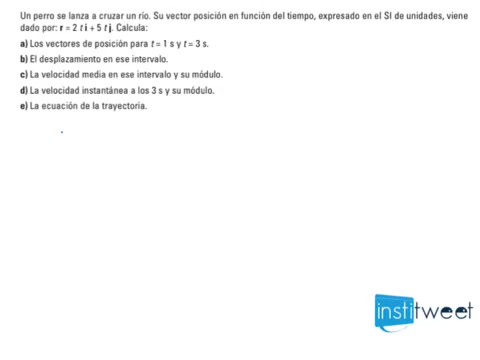 Un perro se lanza a cruzar un río. Su vector posición en función del tiempo, expresado en el SI de unidades, viene
dado por: r = 2 t i + 5 t j. Calcula:
a) Los vectores de posición para t = 1 s y t = 3 s.
b) El desplazamiento en ese intervalo.
c) La velocidad media en ese intervalo y su módulo.
d) La velocidad instantánea a los 3 s y su módulo.
e) La ecuación de la trayectoria.
institweet